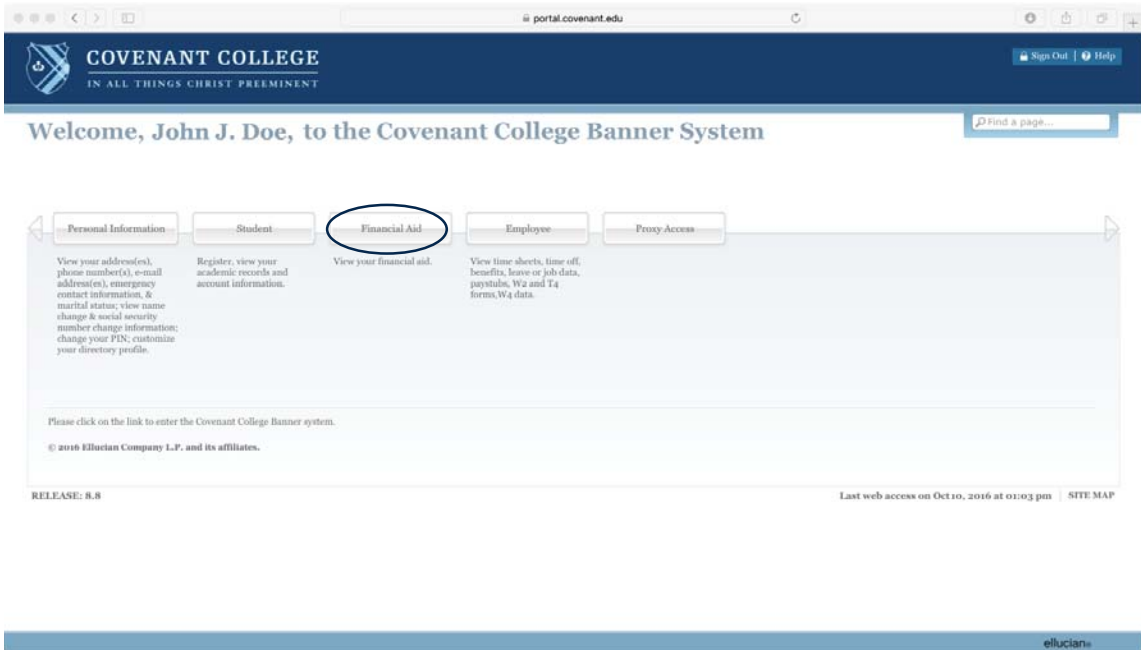 portal.covenant.edu
COVENANT COLLEGE
IN ALL THINGS CHRIST PREEMINENT
Sign Out | Help
Welcome, John J. Doe, to the Covenant College Banner System
Find a page...
Personal Information
Student
Financial Aid
Employee
Proxy Access
View your address(es),
phone number(s), e-mail
address(es), emergency
contact information, &
marital status; view name
change & social security
number change information;
change your PIN; customize
your directory profile.
Register, view your
academic records and
account information.
View your financial aid.
View time sheets, time off,
benefits, leave or job data,
paystubs, W2 and T4
forms,W4 data.
Please click on the link to enter the Covenant College Banner system.
© 2016 Ellucian Company L.P. and its affiliates.
RELEASE: 8.8
Last web access on Oct10, 2016 at 01:03 pm | SITE MAP
ellucian